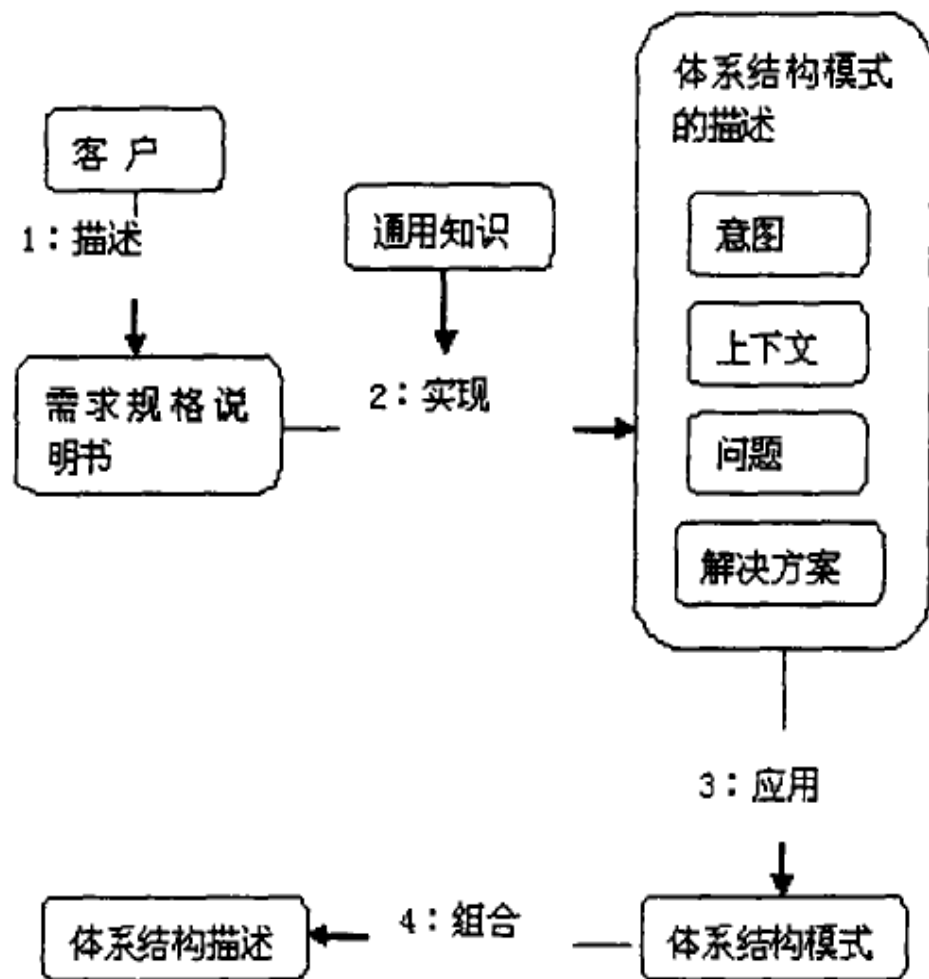 客户
1：描述
需求规格说
明书
通用知识
2：实现
体系结构模式
的描述
意图
上下文
问题
解决方案
3：应用
体系结构模式
4：组合
体系结构描述